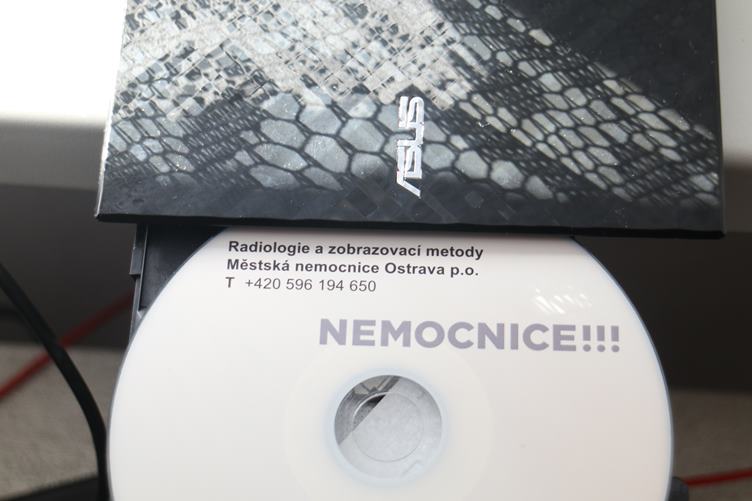 ASUS
Radiologie a zobrazovací metody
Městská nemocnice Ostrava p.o.
T +420 596 194 650
NEMOCNICE!!!